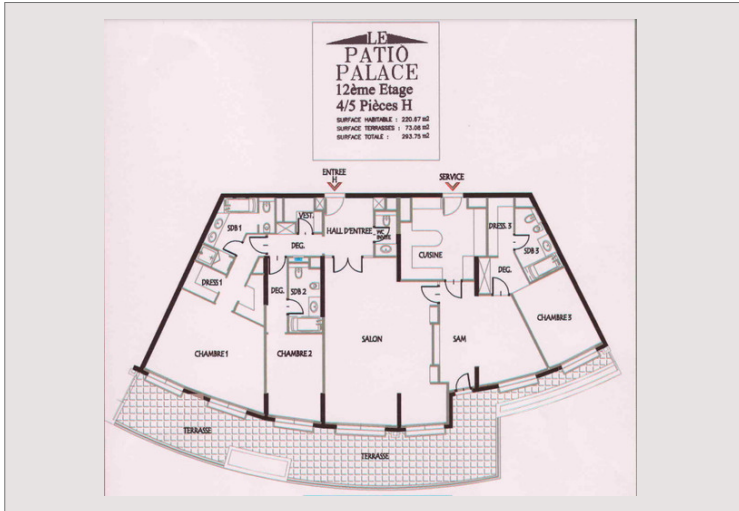 LE
PATIO
PALACE
12ème Etage
4/5 Pièces H
SURFACE HABITABLE : 220.67 m2
SURFACE TERRASSES : 73.08 m2
SURFACE TOTALE : 293.75 m2
ENTREE
H
SERVICE
SDB 1
VEST.
HALL D'ENTREE
WC
INVITE
CUISINE
DRESS. 3
SDB 3
DEG.
DEG.
DRESS 1
DEG.
SDB 2
CHAMBRE 1
CHAMBRE 2
SALON
SAM
CHAMBRE 3
TERRASSE
TERRASSE